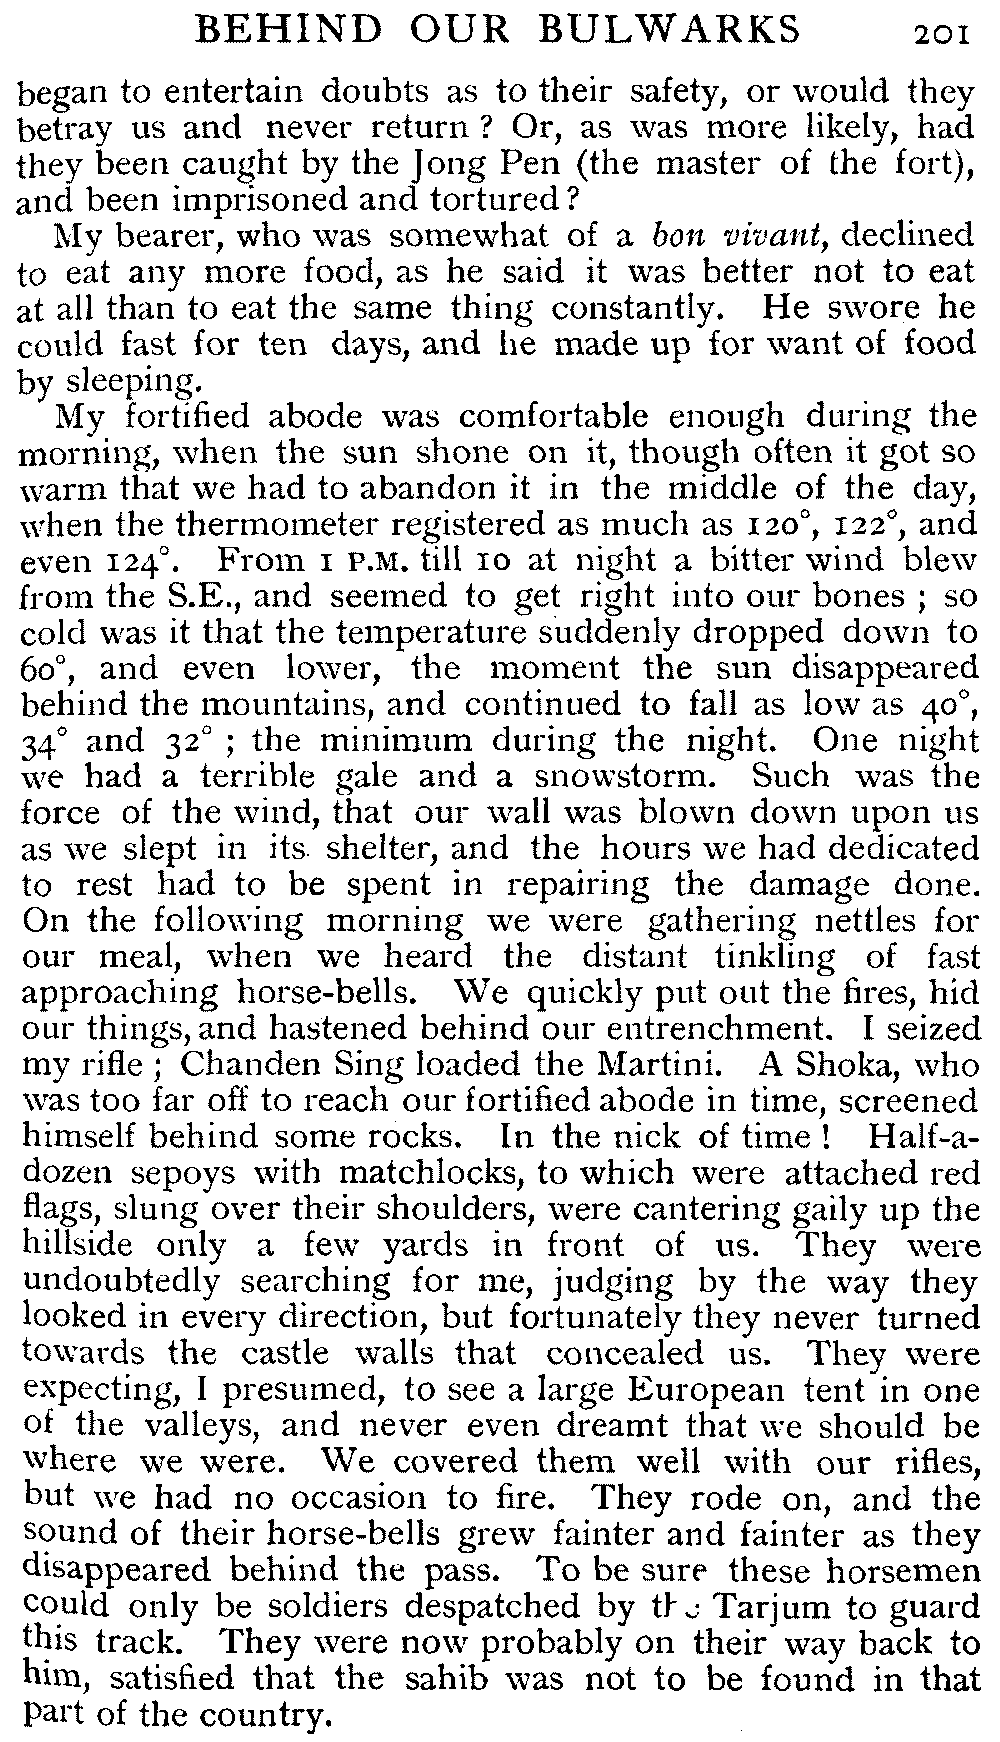 BEHIND OUR BULWARKS 201
began to entertain doubts as to their safety, or would they
betray us and never return ? Or, as was more likely, had
they been caught by the Jong Pen (the master of the fort),
and been imprisoned and tortured ?
My bearer, who was somewhat of a bon vivant, declined
to eat any more food, as he said it was better not to eat
at all than to eat the same thing constantly. He swore he
could fast for ten days, and he made up for want of food
by sleeping.
My fortified abode was comfortable enough during the
morning, when the sun shone on it, though often it got so
warm that we had to abandon it in the middle of the day,
when the thermometer registered as much as 120°, 122°, and
even 124°. From 1 P.M. till 10 at night a bitter wind blew
from the S.E., and seemed to get right into our bones ; so
cold was it that the temperature suddenly dropped down to
60°, and even lower, the moment the sun disappeared
behind the mountains, and continued to fall as low as 40°,
34° and 32° ; the minimum during the night. One night
we had a terrible gale and a snowstorm. Such was the
force of the wind, that our wall was blown down upon us
as we slept in its shelter, and the hours we had dedicated
to rest had to be spent in repairing the damage done.
On the following morning we were gathering nettles for
our meal, when we heard the distant tinkling of fast
approaching horse-bells. We quickly put out the fires, hid
our things, and hastened behind our entrenchment. I seized
my rifle ; Chanden Sing loaded the Martini. A Shoka, who
was too far off to reach our fortified abode in time, screened
himself behind some rocks. In the nick of time ! Half-a-
dozen sepoys with matchlocks, to which were attached red
flags, slung over their shoulders, were cantering gaily up the
hillside only a few yards in front of us. They were
undoubtedly searching for me, judging by the way they
looked in every direction, but fortunately they never turned
towards the castle walls that concealed us. They were
expecting, I presumed, to see a large European tent in one
of the valleys, and never even dreamt that we should be
where we were. We covered them well with our rifles,
but we had no occasion to fire. They rode on, and the
sound of their horse-bells grew fainter and fainter as they
disappeared behind the pass. To be sure these horsemen
could only be soldiers despatched by the Tarjum to guard
this track. They were now probably on their way back to
him, satisfied that the sahib was not to be found in that
part of the country.